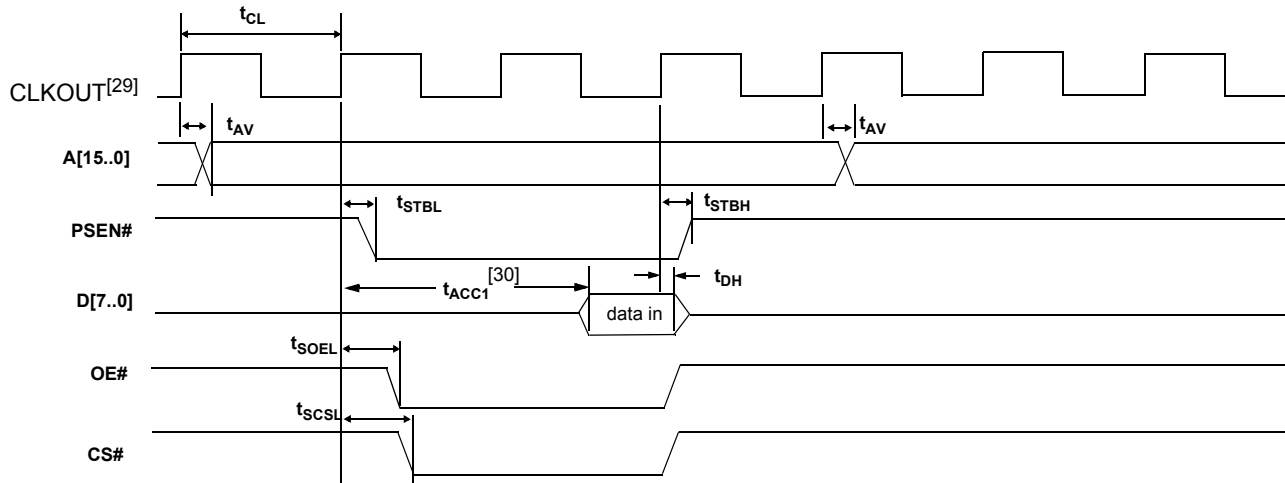 tCL
CLKOUT[29]
tAV
tAV
A[15..0]
tSTBL
tSTBH
PSEN#
[30]
tACC1
tDH
D[7..0]
data in
tSOEL
OE#
tSCSL
CS#